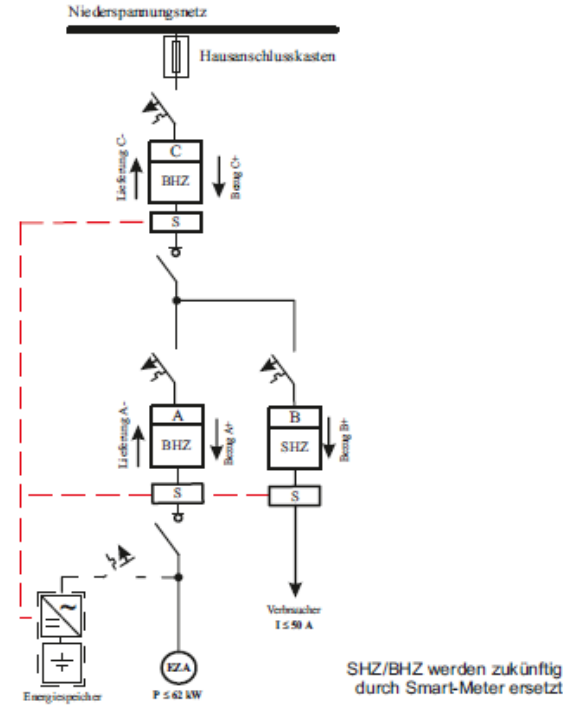 Niederspannungsnetz
Hausanschlusskasten
C
Lieferung C-
BHZ
Bezug C+
S
A
B
Lieferung A-
BHZ
Bezug A+
SHZ
Bezug B+
S
S
Verbraucher
I ≤ 50 A
EZA
Energiespeicher
P ≤ 62 kW
SHZ/BHZ werden zukünftig
durch Smart-Meter ersetzt